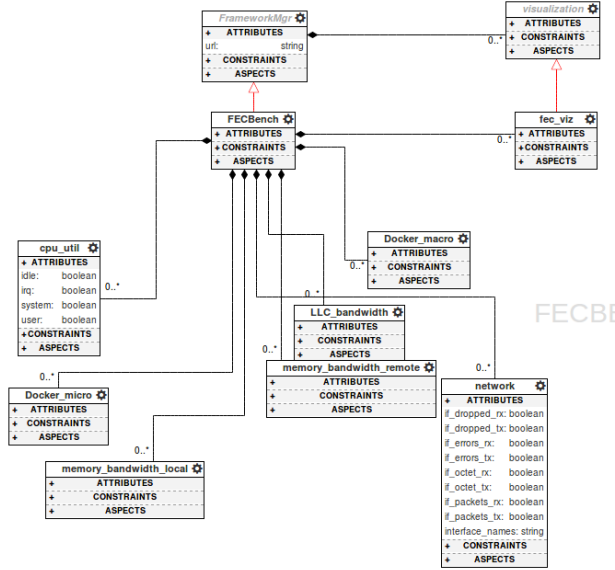 FrameworkMgr
+ ATTRIBUTES
url: string
+ CONSTRAINTS
+ ASPECTS
visualization
+ ATTRIBUTES
+ CONSTRAINTS
+ ASPECTS
0..*
FECBench
+ ATTRIBUTES
+ CONSTRAINTS
+ ASPECTS
fec_viz
+ ATTRIBUTES
+ CONSTRAINTS
+ ASPECTS
0..*
cpu_util
+ ATTRIBUTES
idle: boolean
irq: boolean
system: boolean
user: boolean
+ CONSTRAINTS
+ ASPECTS
0..*
Docker_macro
+ ATTRIBUTES
+ CONSTRAINTS
+ ASPECTS
0..*
LLC_bandwidth
+ ATTRIBUTES
+ CONSTRAINTS
+ ASPECTS
0..*
FECBE
memory_bandwidth_remote
+ ATTRIBUTES
+ CONSTRAINTS
+ ASPECTS
0..*
Docker_micro
+ ATTRIBUTES
+ CONSTRAINTS
+ ASPECTS
0..*
network
+ ATTRIBUTES
if_dropped_rx: boolean
if_dropped_tx: boolean
if_errors_rx: boolean
if_errors_tx: boolean
if_octet_rx: boolean
if_octet_tx: boolean
if_packets_rx: boolean
if_packets_tx: boolean
interface_names: string
+ CONSTRAINTS
+ ASPECTS
0..*
memory_bandwidth_local
+ ATTRIBUTES
+ CONSTRAINTS
+ ASPECTS
0..*